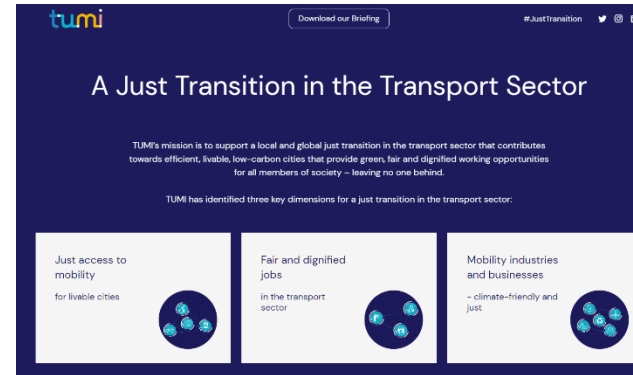 tumi
Download our Briefing
#JustTransition
A Just Transition in the Transport Sector
TUMI's mission is to support a local and global just transition in the transport sector that contributes
towards efficient, livable, low-carbon cities that provide green, fair and dignified working opportunities
for all members of society – leaving no one behind.
TUMI has identified three key dimensions for a just transition in the transport sector:
Just access to
mobility
for livable cities
Fair and dignified
jobs
in the transport
sector
Mobility industries
and businesses
– climate-friendly and
just